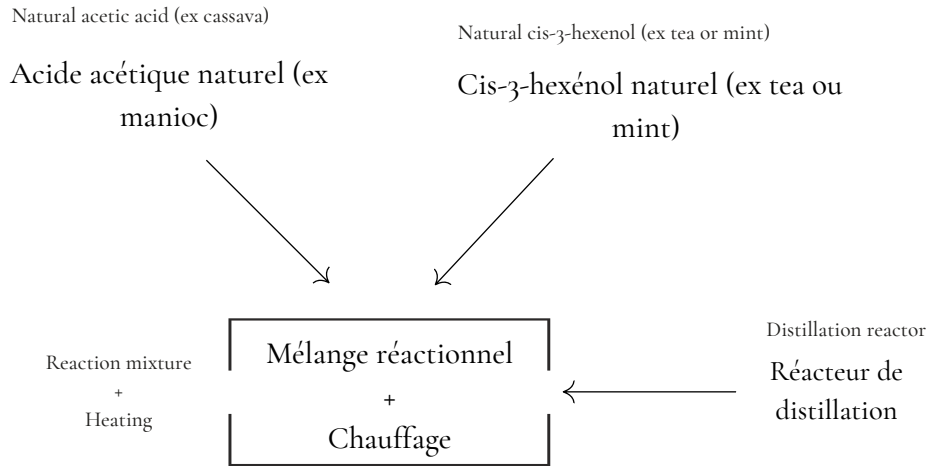 Natural acetic acid (ex cassava)
Acide acétique naturel (ex
manioc)
Natural cis-3-hexenol (ex tea or mint)
Cis-3-hexénol naturel (ex tea ou
mint)
Reaction mixture
+
Heating
Mélange réactionnel
+
Chauffage
Distillation reactor
Réacteur de
distillation